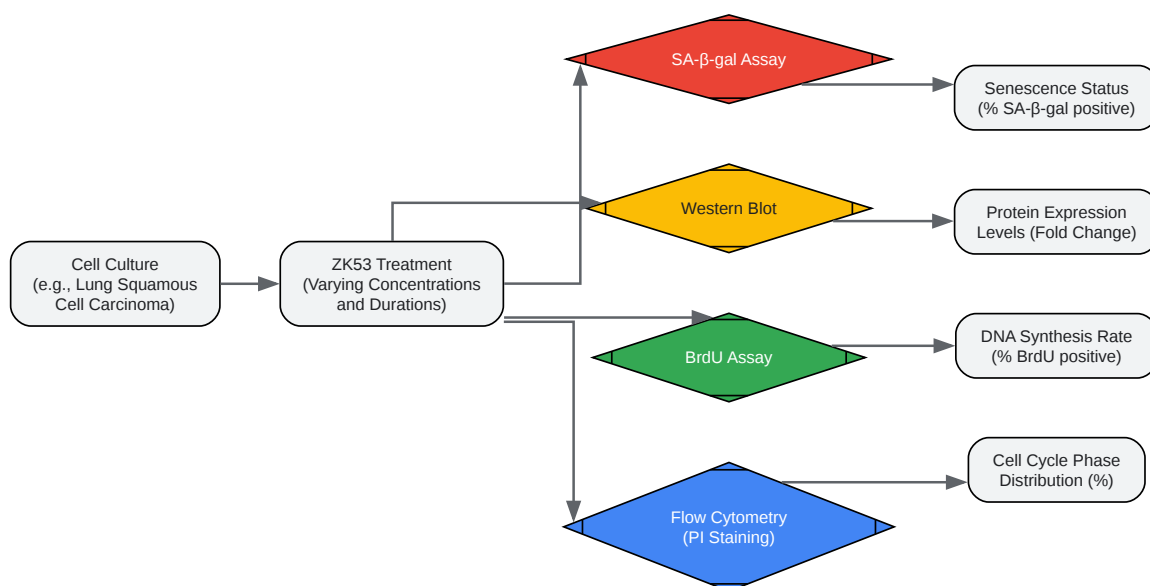 SA-β-gal Assay
Senescence Status
(% SA-β-gal positive)
Western Blot
Protein Expression
Levels (Fold Change)
Cell Culture
(e.g., Lung Squamous
Cell Carcinoma)
ZK53 Treatment
(Varying Concentrations
and Durations)
BrdU Assay
DNA Synthesis Rate
(% BrdU positive)
Cell Cycle Phase
Distribution (%)
Flow Cytometry
(PI Staining)